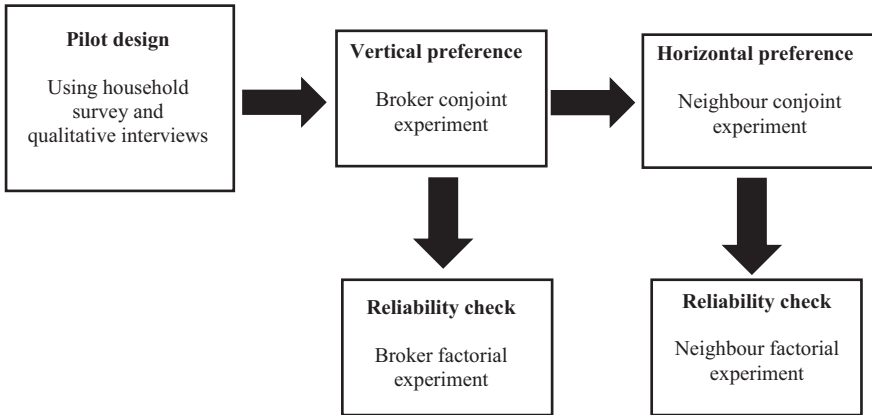 Pilot design
Using household
survey and
qualitative interviews
Vertical preference
Broker conjoint
experiment
Horizontal preference
Neighbour conjoint
experiment
Reliability check
Broker factorial
experiment
Reliability check
Neighbour factorial
experiment